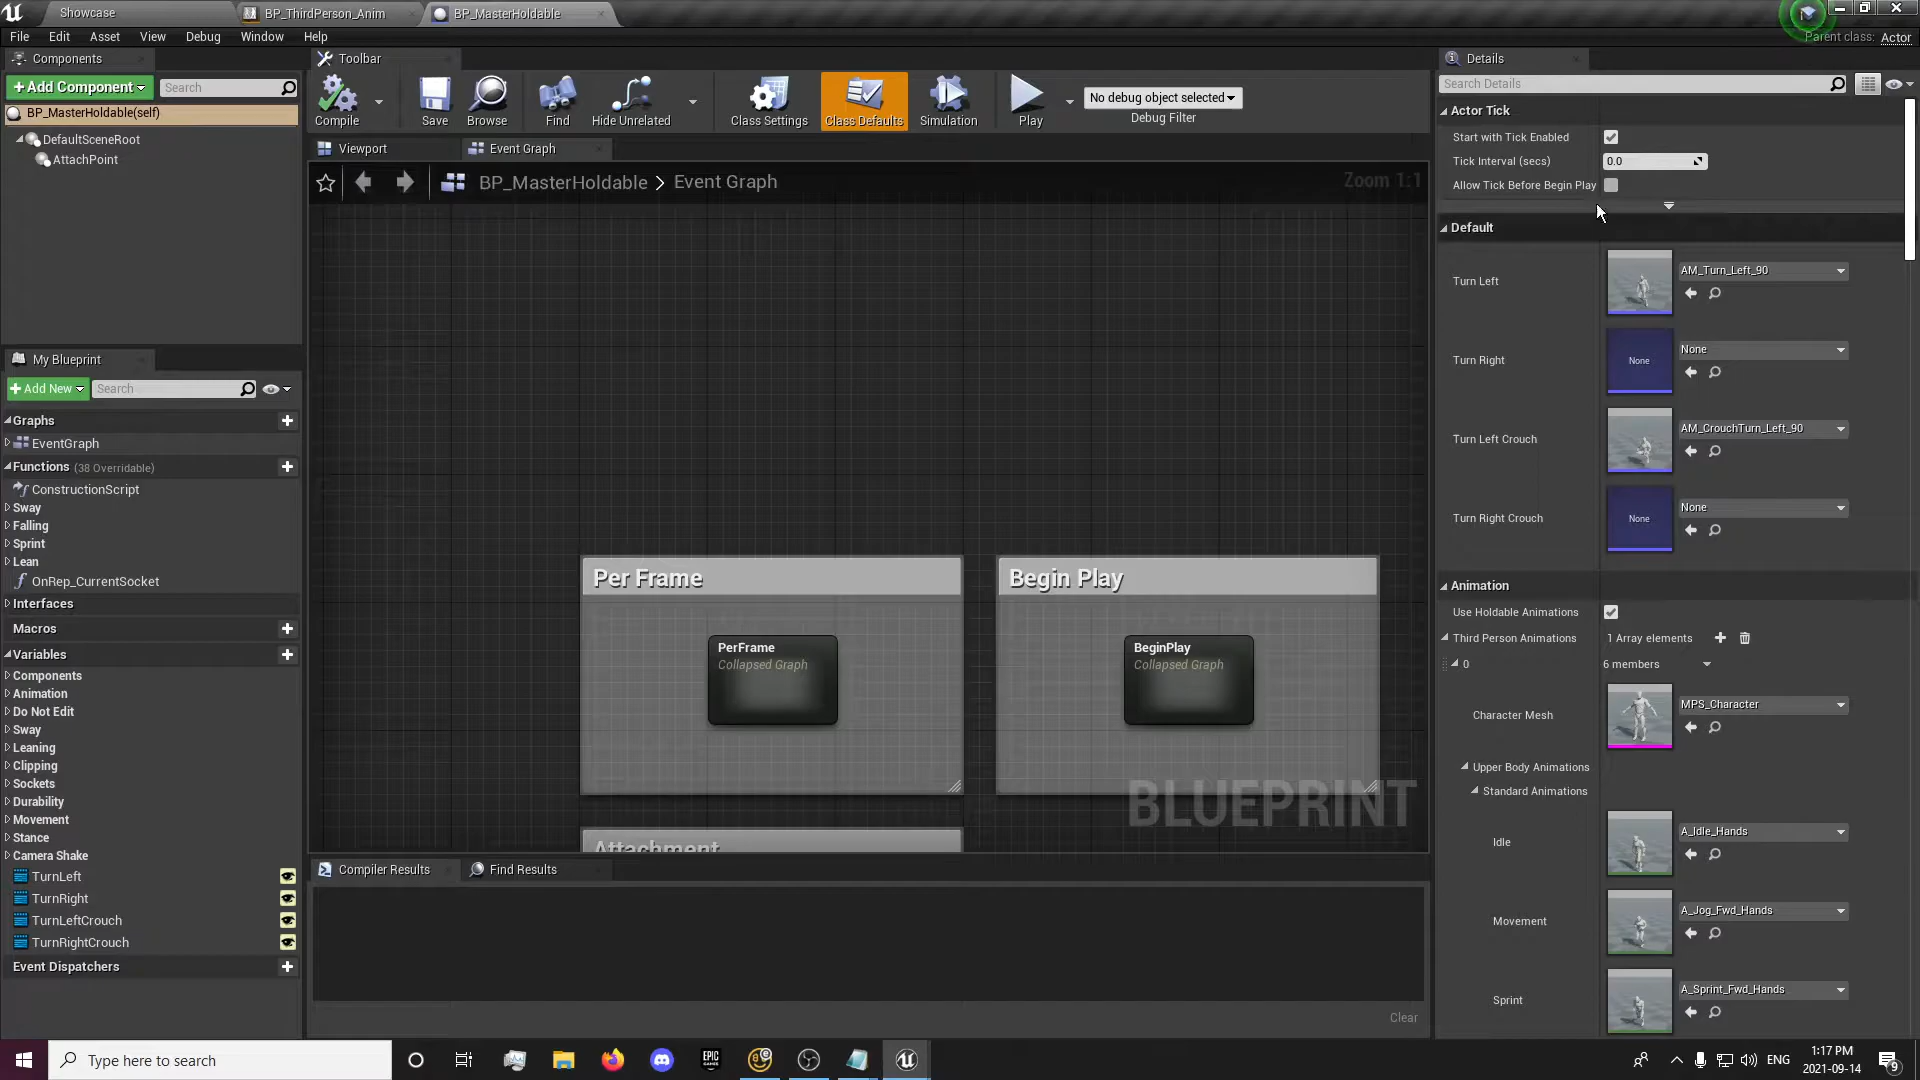 Showcase
BP_ThirdPerson_Anim
BP_MasterHoldable
File Edit Asset View Debug Window Help
Parent class: Actor
Components
+Add Component
Search
BP_MasterHoldable(self)
DefaultSceneRoot
AttachPoint
Toolbar
Compile
Save
Browse
Find
Hide Unrelated
Class Settings
Class Defaults
Simulation
Play
No debug object selected
Debug Filter
Viewport
Event Graph
BP_MasterHoldable > Event Graph
Zoom 1:1
Per Frame
PerFrame
Collapsed Graph
Begin Play
BeginPlay
Collapsed Graph
Attachment
BLUEPRINT
My Blueprint
+Add New
Search
Graphs
EventGraph
Functions (38 Overridable)
ConstructionScript
Sway
Falling
Sprint
Lean
OnRep_CurrentSocket
Interfaces
Macros
Variables
Components
Animation
Do Not Edit
Sway
Leaning
Clipping
Sockets
Durability
Movement
Stance
Camera Shake
TurnLeft
TurnRight
TurnLeftCrouch
TurnRightCrouch
Event Dispatchers
Compiler Results
Find Results
Clear
Details
Search Details
Actor Tick
Start with Tick Enabled
Tick Interval (secs) 0.0
Allow Tick Before Begin Play
Default
Turn Left AM_Turn_Left_90
Turn Right None None
Turn Left Crouch AM_CrouchTurn_Left_90
Turn Right Crouch None None
Animation
Use Holdable Animations
Third Person Animations 1 Array elements
0 6 members
Character Mesh MPS_Character
Upper Body Animations
Standard Animations
Idle A_Idle_Hands
Movement A_Jog_Fwd_Hands
Sprint A_Sprint_Fwd_Hands
Type here to search
EPIC
GAMES
ENG
1:17 PM
2021-09-14
9